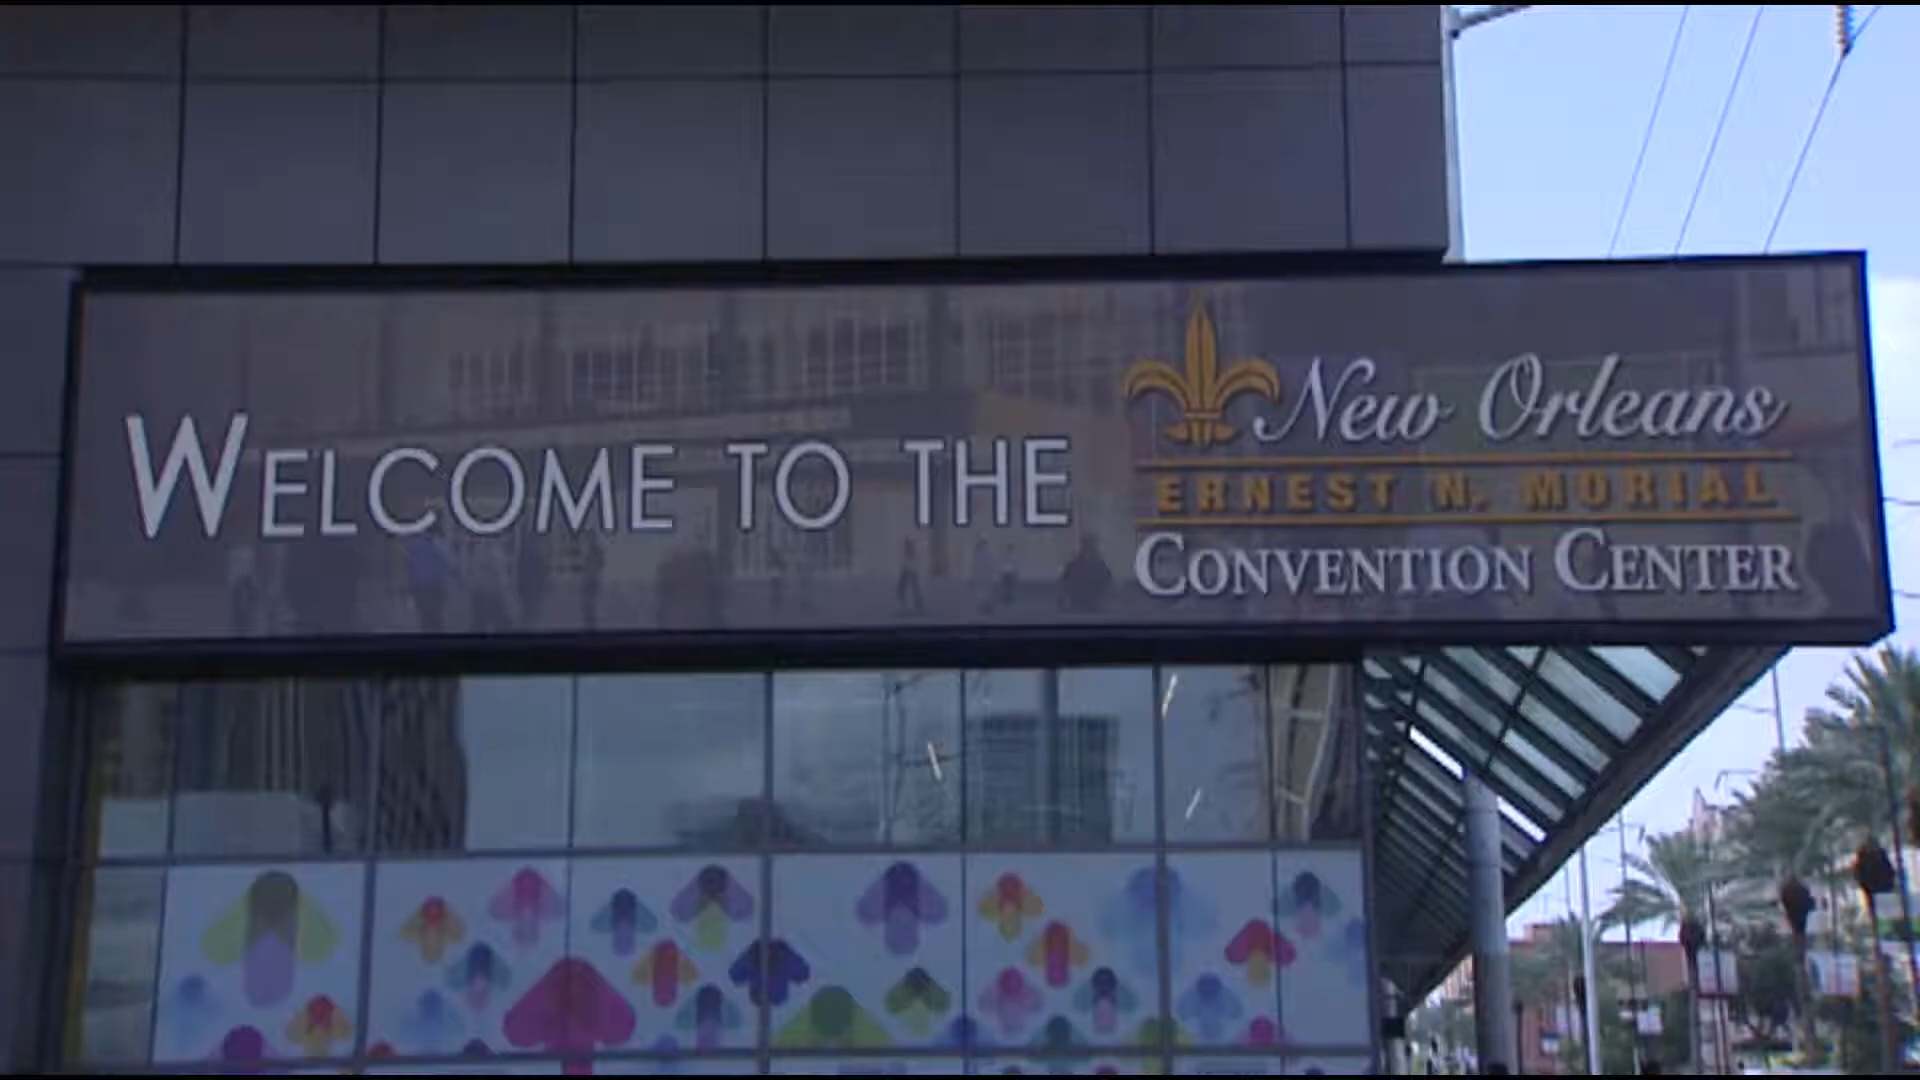 WELCOME TO THE
New Orleans
ERNEST N. MORIAL
CONVENTION CENTER